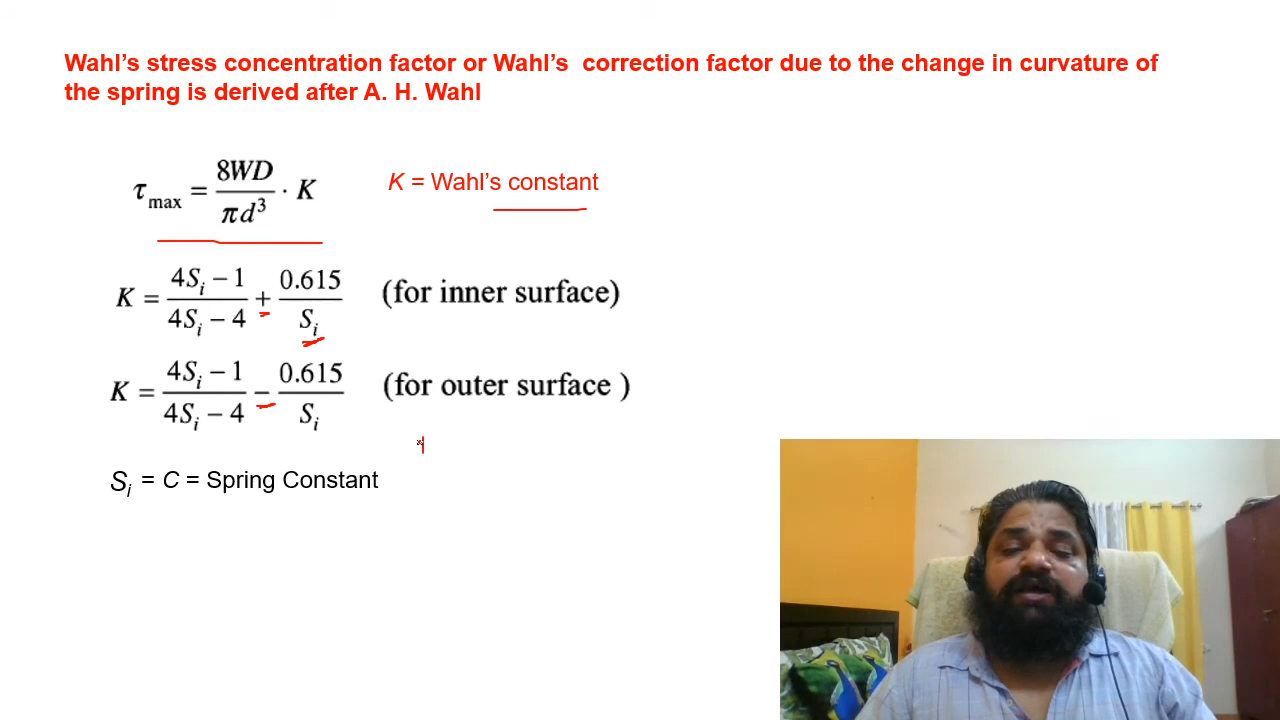 Wahl's stress concentration factor or Wahl's  correction factor due to the change in curvature of
the spring is derived after A. H. Wahl
τmax = 8WD/πd³ · K
K = Wahl's constant
K = (4Si − 1)/(4Si − 4) + 0.615/Si (for inner surface)
K = (4Si − 1)/(4Si − 4) − 0.615/Si (for outer surface )
Si = C = Spring Constant